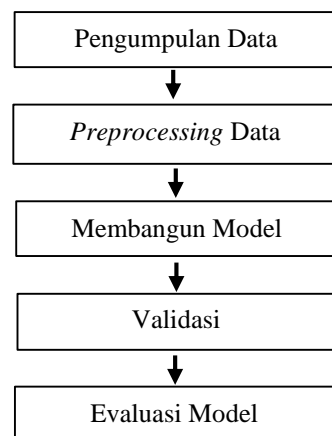 Pengumpulan Data
Preprocessing Data
Membangun Model
Validasi
Evaluasi Model